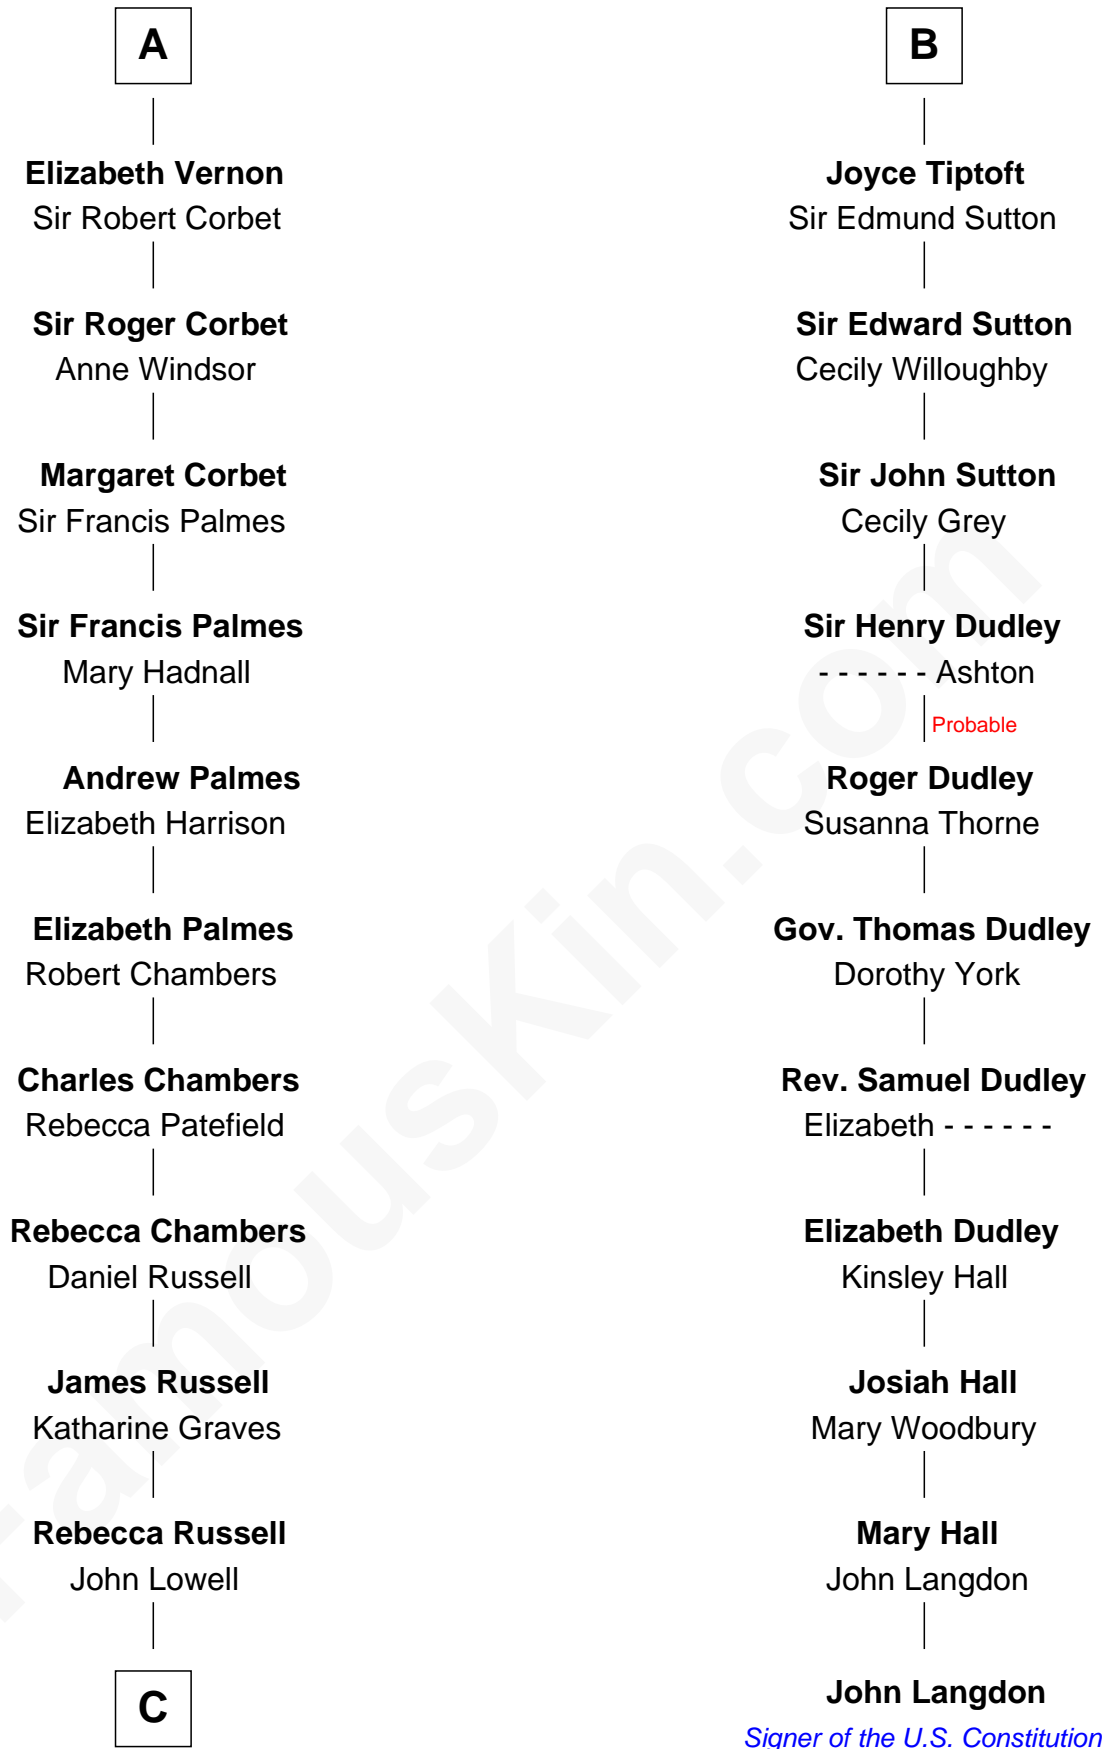 A
Elizabeth Vernon
Sir Robert Corbet
Sir Roger Corbet
Anne Windsor
Margaret Corbet
Sir Francis Palmes
Sir Francis Palmes
Mary Hadnall
Andrew Palmes
Elizabeth Harrison
Elizabeth Palmes
Robert Chambers
Charles Chambers
Rebecca Patefield
Rebecca Chambers
Daniel Russell
James Russell
Katharine Graves
Rebecca Russell
John Lowell
C
B
Joyce Tiptoft
Sir Edmund Sutton
Sir Edward Sutton
Cecily Willoughby
Sir John Sutton
Cecily Grey
Sir Henry Dudley
- - - - - - Ashton
Probable
Roger Dudley
Susanna Thorne
Gov. Thomas Dudley
Dorothy York
Rev. Samuel Dudley
Elizabeth - - - - - -
Elizabeth Dudley
Kinsley Hall
Josiah Hall
Mary Woodbury
Mary Hall
John Langdon
John Langdon
Signer of the U.S. Constitution
FamousKin.com